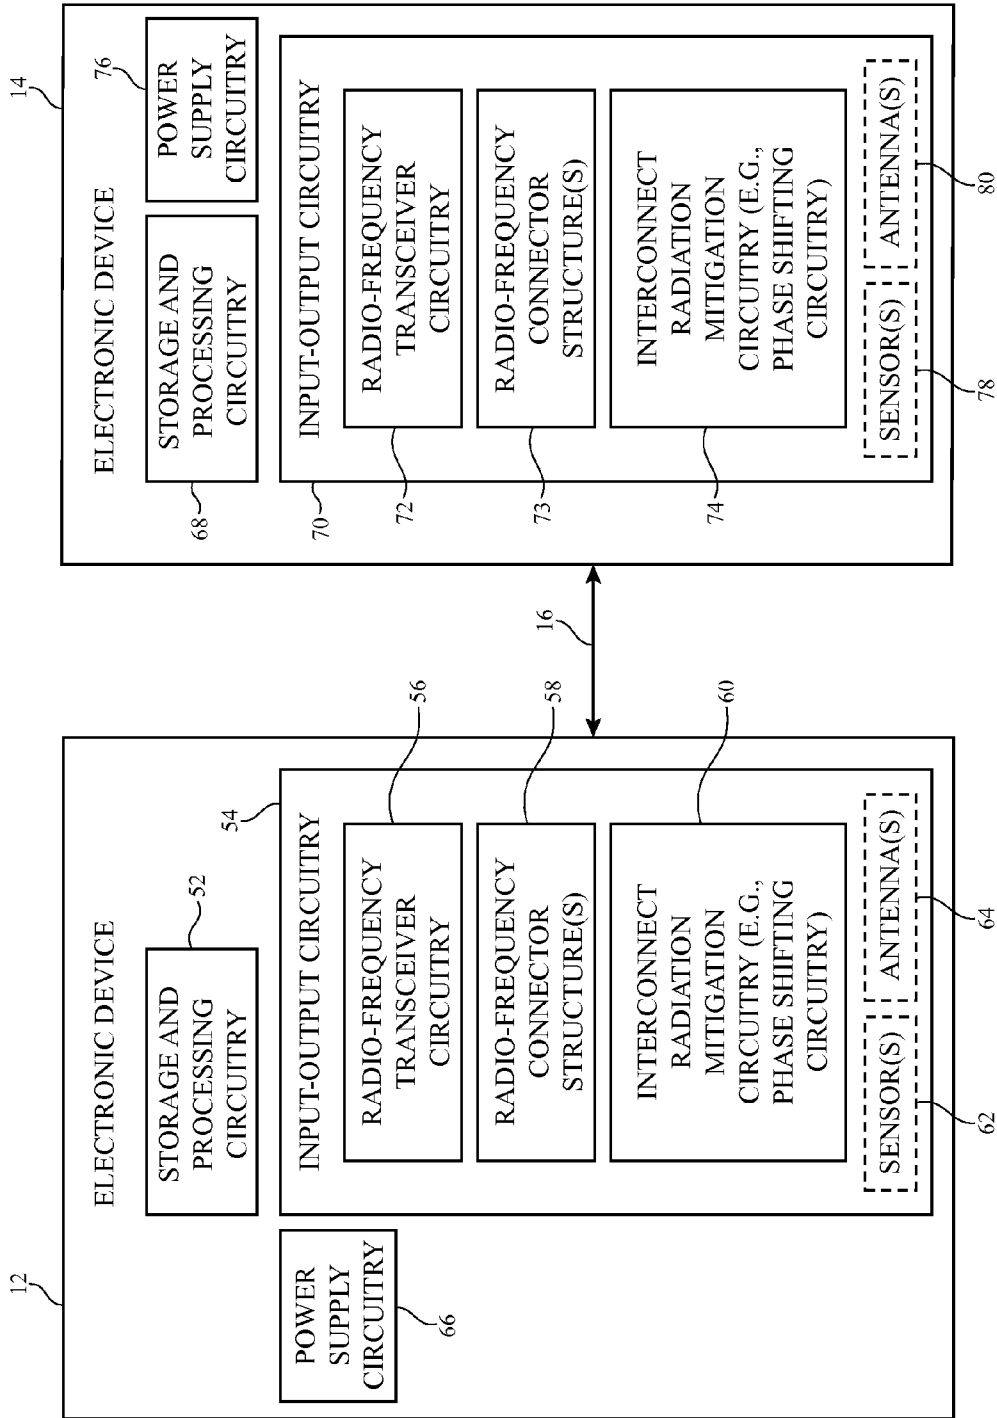 12
ELECTRONIC DEVICE
STORAGE AND
PROCESSING
CIRCUITRY
52
POWER
SUPPLY
CIRCUITRY
66
54
INPUT-OUTPUT CIRCUITRY
RADIO-FREQUENCY
TRANSCEIVER
CIRCUITRY
56
RADIO-FREQUENCY
CONNECTOR
STRUCTURE(S)
58
INTERCONNECT
RADIATION
MITIGATION
CIRCUITRY (E.G.,
PHASE SHIFTING
CIRCUITRY)
60
SENSOR(S)
62
ANTENNA(S)
64
16
14
ELECTRONIC DEVICE
STORAGE AND
PROCESSING
CIRCUITRY
68
POWER
SUPPLY
CIRCUITRY
76
70
INPUT-OUTPUT CIRCUITRY
RADIO-FREQUENCY
TRANSCEIVER
CIRCUITRY
72
RADIO-FREQUENCY
CONNECTOR
STRUCTURE(S)
73
INTERCONNECT
RADIATION
MITIGATION
CIRCUITRY (E.G.,
PHASE SHIFTING
CIRCUITRY)
74
SENSOR(S)
78
ANTENNA(S)
80